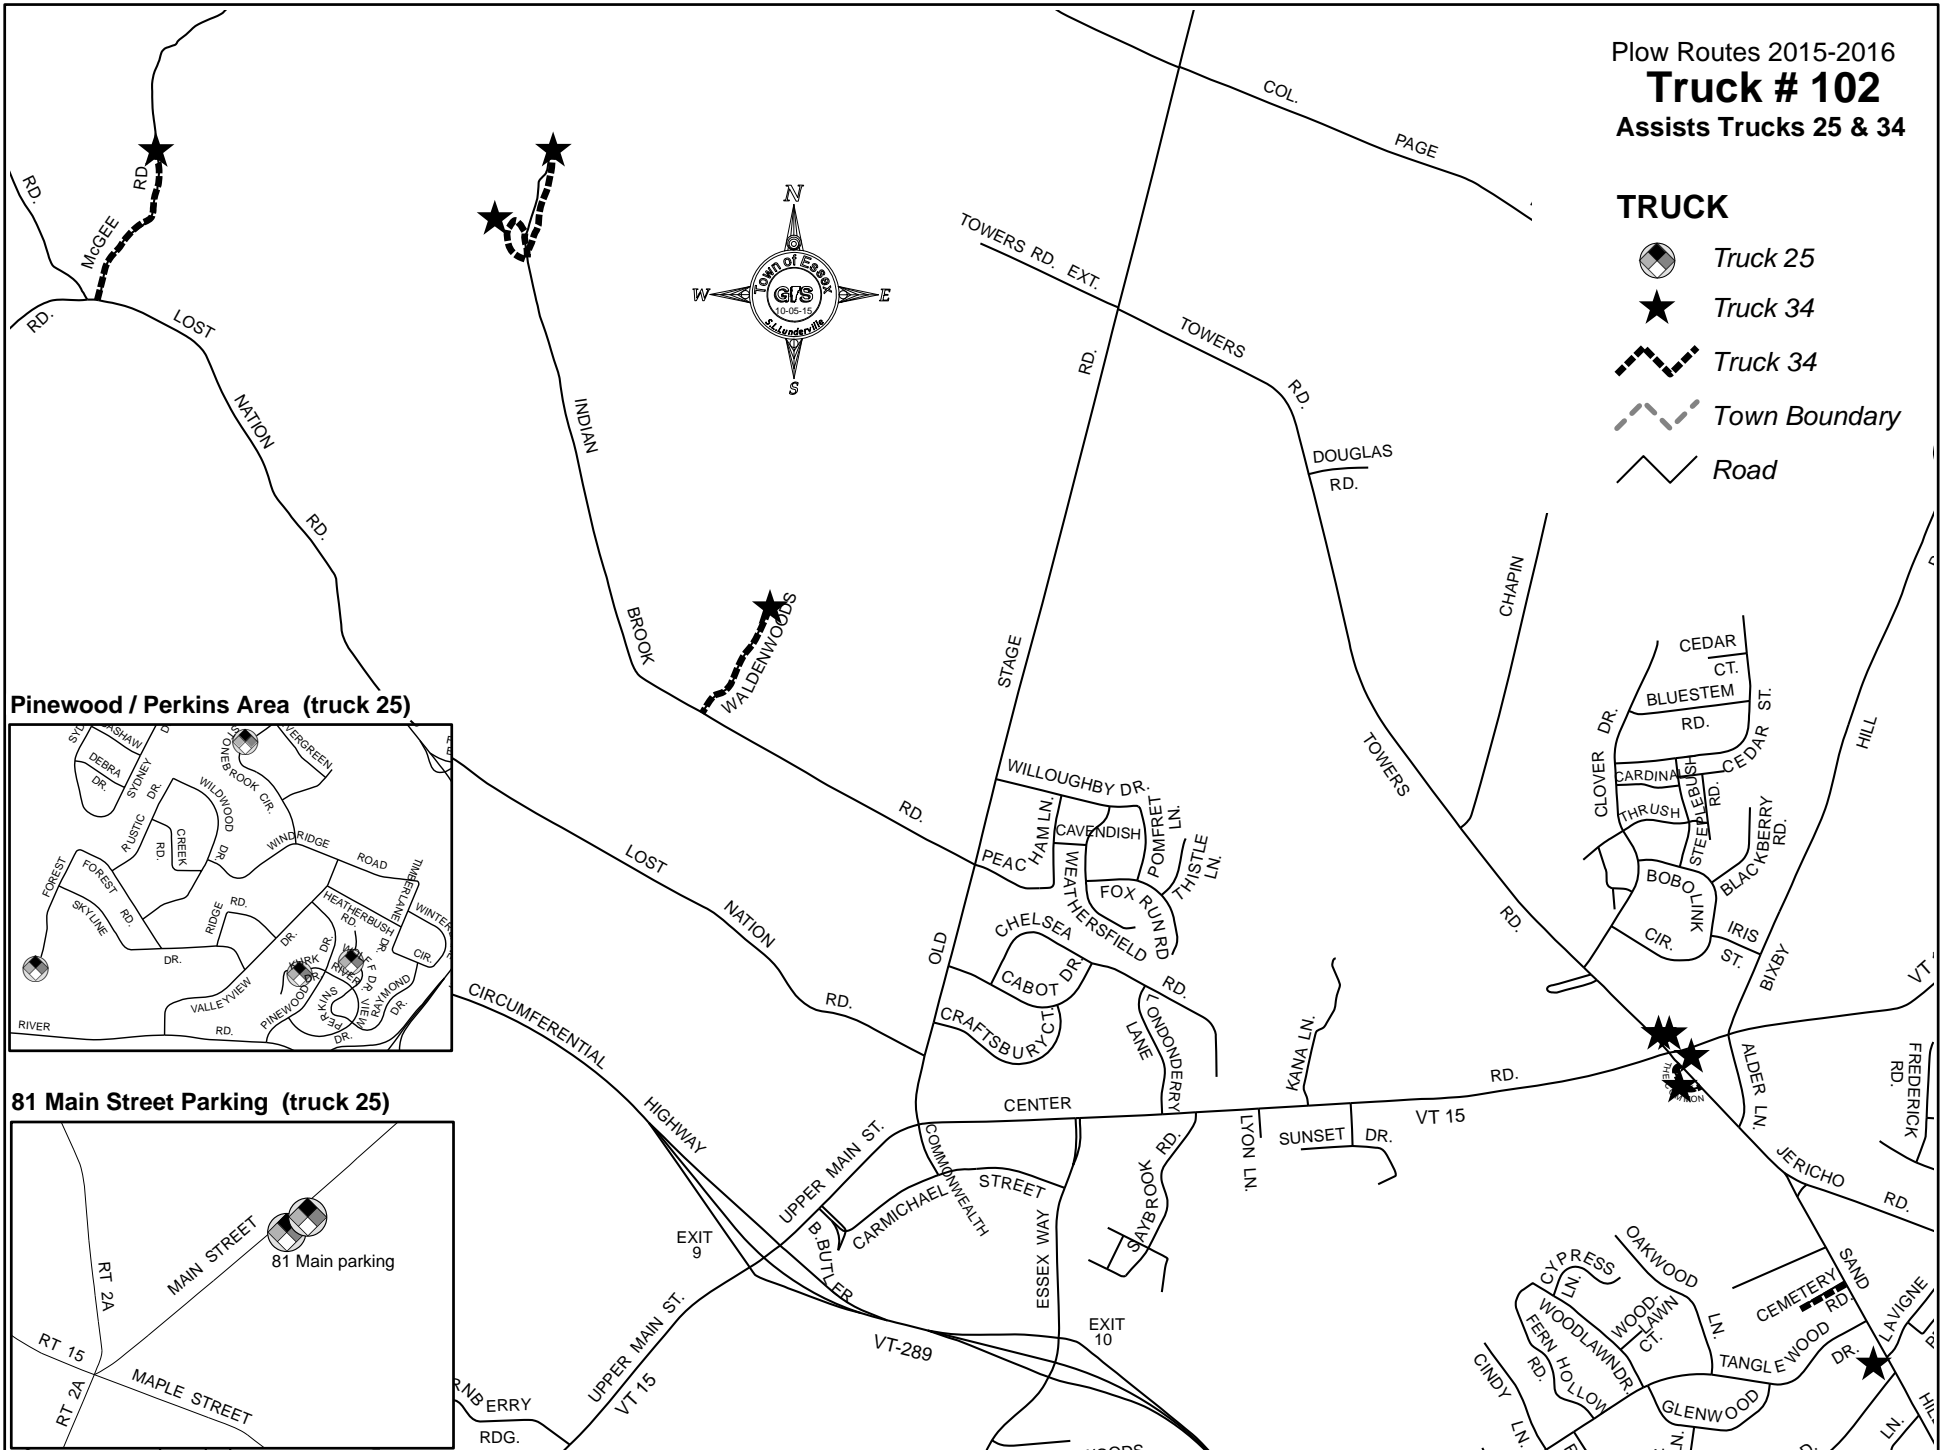 Plow Routes 2015-2016
Truck # 102
Assists Trucks 25 & 34
TRUCK
Truck 25
Truck 34
Truck 34
Town Boundary
Road
N
W
E
S
Town of Essex
GIS
10-05-15
S.L.Lunderville
COL.
PAGE
RD.
McGEE
RD.
RD.
LOST
NATION
RD.
INDIAN
BROOK
RD.
WALDENWOODS
TOWERS RD. EXT.
TOWERS
RD.
RD.
STAGE
OLD
DOUGLAS
RD.
CHAPIN
TOWERS
RD.
CEDAR
CT.
BLUESTEM
RD.
CEDAR ST.
CLOVER DR.
CARDINAL
THRUSH
STEEPLEBUSH
RD.
BLACKBERRY
RD.
BOBOLINK
CIR.
IRIS
ST.
BIXBY
HILL
VT
WILLOUGHBY DR.
HAM LN.
CAVENDISH
POMFRET
LN.
THISTLE
LN.
PEAC
WEATHERSFIELD
RD.
FOX RUN RD
CHELSEA
CABOT DR.
CRAFTSBURY CT.
LONDONDERRY
LANE
KANA LN.
LOST
NATION
RD.
CIRCUMFERENTIAL
HIGHWAY
CENTER
RD.
VT 15
UPPER MAIN ST.
COMMONWEALTH
CARMICHAEL
STREET
B.BUTLER
ESSEX WAY
SAYBROOK RD.
LYON LN.
SUNSET DR.
ALDER LN.
FREDERICK
RD.
JERICHO
RD.
SAND
HIL
EXIT
9
EXIT
10
VT-289
UPPER MAIN ST.
VT 15
ERRY
RDG.
CYPRESS
LN.
OAKWOOD
LN.
WOOD-
LAWN
CT.
WOODLAWN DR.
FERN HOLLOW
RD.
CINDY
LN.
CEMETERY
RD.
TANGLEWOOD
DR.
LAVIGNE
GLENWOOD
LN.
Pinewood / Perkins Area (truck 25)
DEBRA
DR.
SYDNEY
DR.
RUSTIC
CREEK
RD.
WILDWOOD
DR.
BROOK CIR.
WINDRIDGE
ROAD
TIMBERLANE
DR.
FOREST
FOREST
RD.
SKYLINE
DR.
RIDGE
RD.
HEATHERBUSH
RD.
CIR.
VALLEYVIEW
DR.
KURK
DR.
WOLFF DR.
RIVER
VIEW
RAYMOND
DR.
PINEWOOD
DR.
PERKINS
DR.
RIVER
RD.
81 Main Street Parking (truck 25)
MAIN STREET
81 Main parking
RT 2A
RT 15
RT 2A
MAPLE STREET